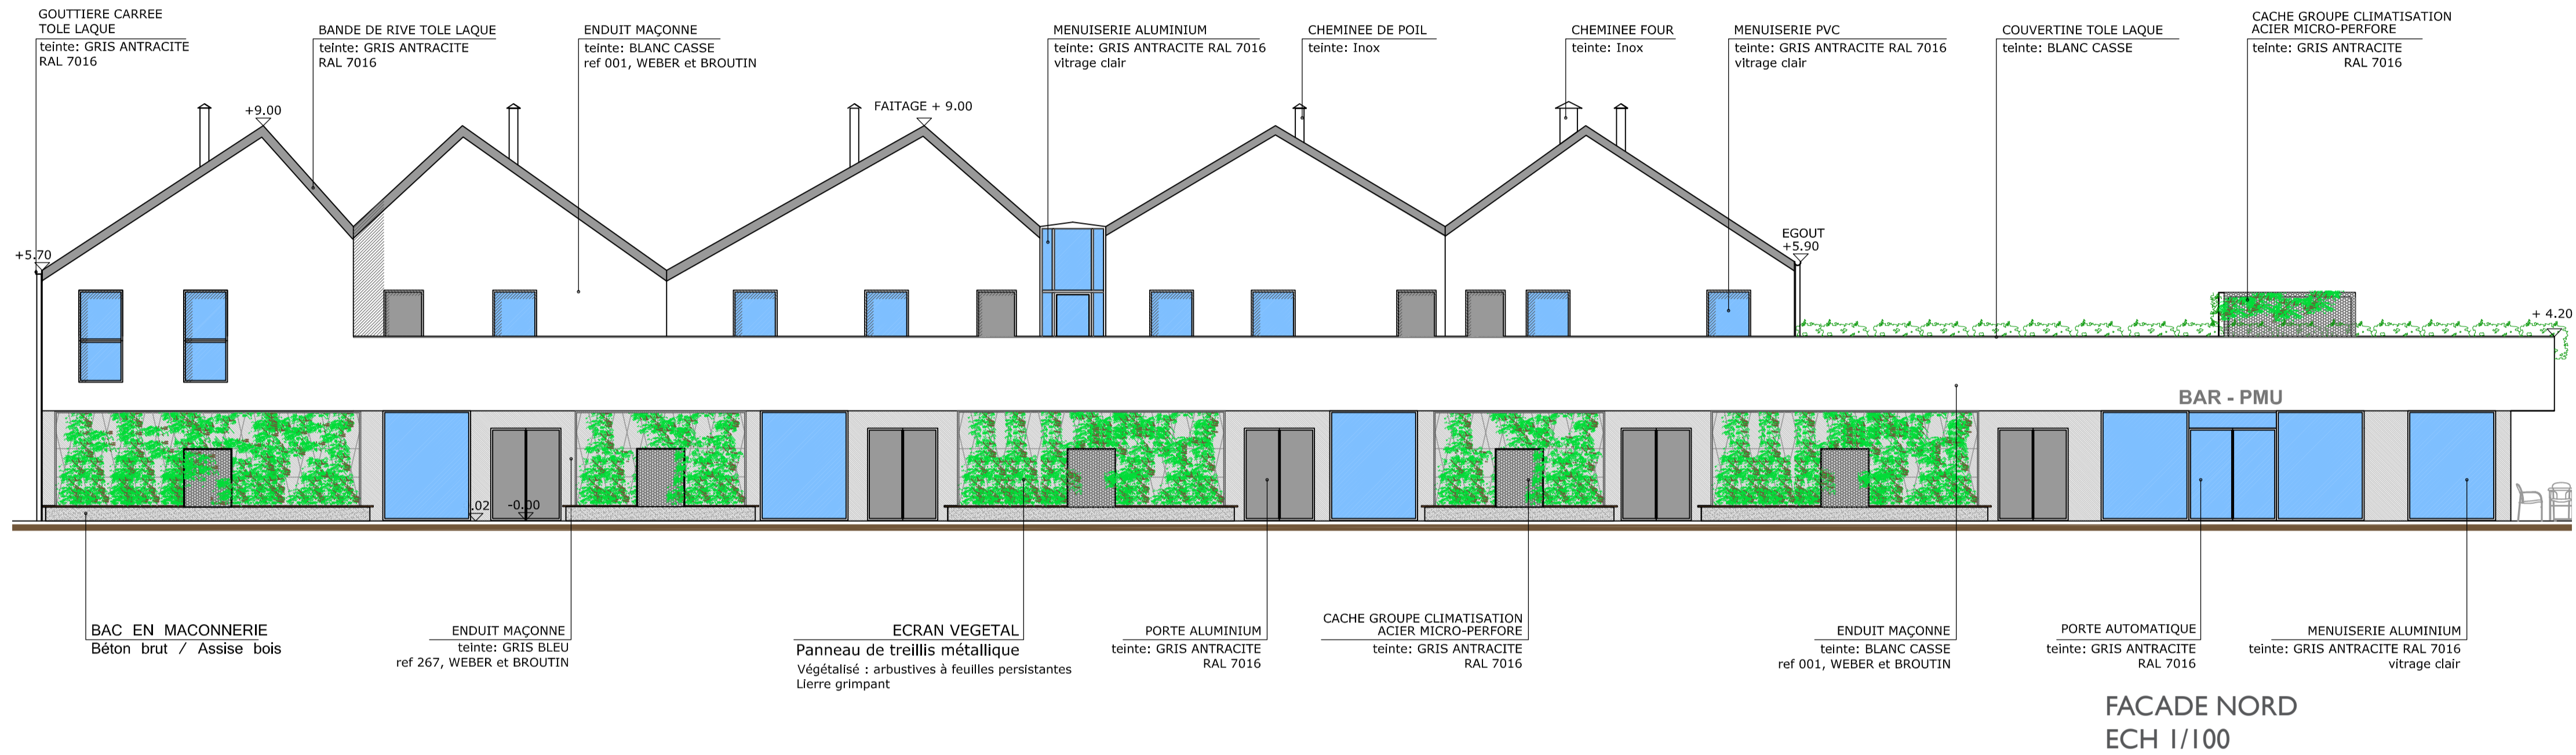 GOUTTIERE CARREE
TOLE LAQUE
teinte: GRIS ANTRACITE
RAL 7016
BANDE DE RIVE TOLE LAQUE
teinte: GRIS ANTRACITE
RAL 7016
ENDUIT MAÇONNE
teinte: BLANC CASSE
ref 001, WEBER et BROUTIN
MENUISERIE ALUMINIUM
teinte: GRIS ANTRACITE RAL 7016
vitrage clair
CHEMINEE DE POIL
teinte: Inox
CHEMINEE FOUR
teinte: Inox
MENUISERIE PVC
teinte: GRIS ANTRACITE RAL 7016
vitrage clair
COUVERTINE TOLE LAQUE
teinte: BLANC CASSE
CACHE GROUPE CLIMATISATION
ACIER MICRO-PERFORE
teinte: GRIS ANTRACITE
RAL 7016
+9.00
FAITAGE + 9.00
+5.70
EGOUT
+5.90
+ 4.20
BAR - PMU
.02
-0.00
BAC EN MACONNERIE
Béton brut / Assise bois
ENDUIT MAÇONNE
teinte: GRIS BLEU
ref 267, WEBER et BROUTIN
ECRAN VEGETAL
Panneau de treillis métallique
Végétalisé : arbustives à feuilles persistantes
LIerre grimpant
PORTE ALUMINIUM
teinte: GRIS ANTRACITE
RAL 7016
CACHE GROUPE CLIMATISATION
ACIER MICRO-PERFORE
teinte: GRIS ANTRACITE
RAL 7016
ENDUIT MAÇONNE
teinte: BLANC CASSE
ref 001, WEBER et BROUTIN
PORTE AUTOMATIQUE
teinte: GRIS ANTRACITE
RAL 7016
MENUISERIE ALUMINIUM
teinte: GRIS ANTRACITE RAL 7016
vitrage clair
FACADE NORD
ECH 1/100